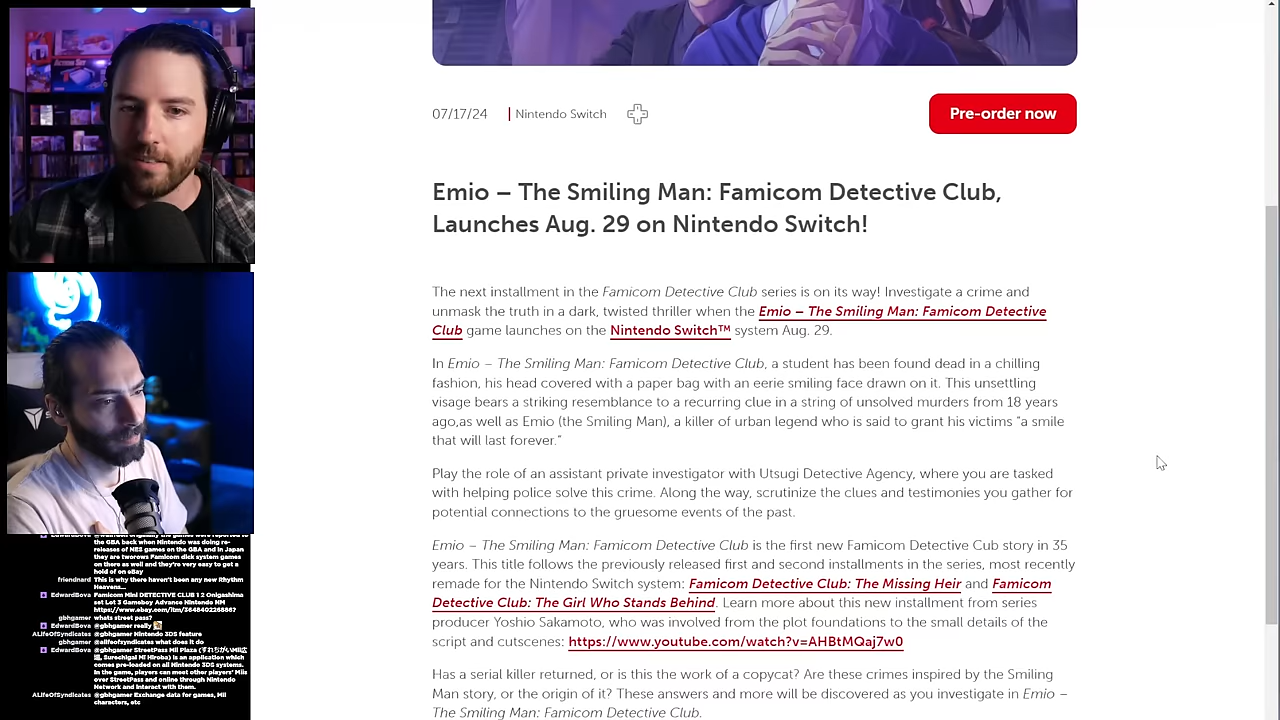 07/17/24 Nintendo Switch
Pre-order now
Emio – The Smiling Man: Famicom Detective Club,
Launches Aug. 29 on Nintendo Switch!
The next installment in the Famicom Detective Club series is on its way! Investigate a crime and
unmask the truth in a dark, twisted thriller when the Emio – The Smiling Man: Famicom Detective
Club game launches on the Nintendo Switch™ system Aug. 29.
In Emio – The Smiling Man: Famicom Detective Club, a student has been found dead in a chilling
fashion, his head covered with a paper bag with an eerie smiling face drawn on it. This unsettling
visage bears a striking resemblance to a recurring clue in a string of unsolved murders from 18 years
ago,as well as Emio (the Smiling Man), a killer of urban legend who is said to grant his victims "a smile
that will last forever."
Play the role of an assistant private investigator with Utsugi Detective Agency, where you are tasked
with helping police solve this crime. Along the way, scrutinize the clues and testimonies you gather for
potential connections to the gruesome events of the past.
Emio – The Smiling Man: Famicom Detective Club is the first new Famicom Detective Cub story in 35
years. This title follows the previously released first and second installments in the series, most recently
remade for the Nintendo Switch system: Famicom Detective Club: The Missing Heir and Famicom
Detective Club: The Girl Who Stands Behind. Learn more about this new installment from series
producer Yoshio Sakamoto, who was involved from the plot foundations to the small details of the
script and cutscenes: https://www.youtube.com/watch?v=AHBtMGaj7w0
Has a serial killer returned, or is it the work of a copycat? Are these crimes inspired by the Smiling
Man story, or the origin of it? These answers and more will be discovered as you investigate in Emio –
The Smiling Man: Famicom Detective Club.
the GBA back when Nintendo was doing re-
releases of NES games on the GBA and in Japan
they are tworows Famicom dick system games
on there as well and they're very easy to get a
hold of on eBay
friendnard This is why there haven't been any new Rhythm
Heavens...
EdwardBova Famicom Mini DETECTIVE CLUB 1 2 Onigashima
set Lot 3 Gameboy Advance Nintendo NM
https://www.ebay.com/itm/364840226886?
gbhgamer whats street pass?
EdwardBova @gbhgamer really
ALifeOfSyndicates @gbhgamer Nintendo 3DS feature
gbhgamer @alifeofsyndicates what does it do
EdwardBova @gbhgamer StreetPass Mii Plaza (すれちがいMii広
場, Surechigai Mī Hiroba) is an application which
comes pre-loaded on all Nintendo 3DS systems.
In the game, players can meet other players' Miis
over StreetPass and online through Nintendo
Network and interact with them.
ALifeOfSyndicates @gbhgamer Exchange data for games, Mii
characters, etc